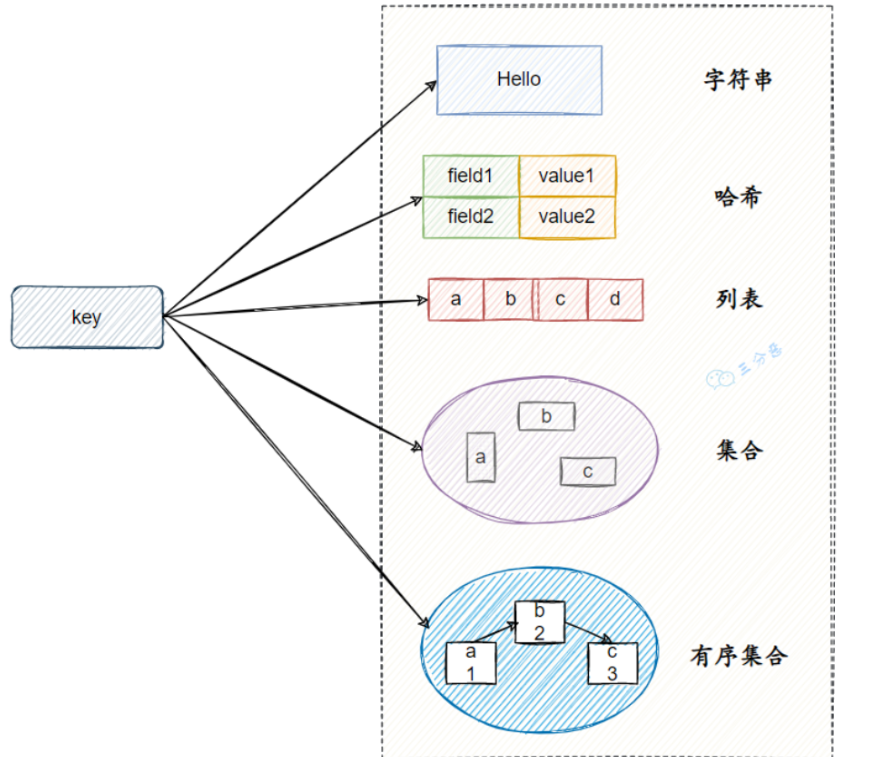 key
Hello
字符串
field1 value1
field2 value2
哈希
a b c d
列表
三分恶
b
a
c
集合
b
2
a
1
c
3
有序集合